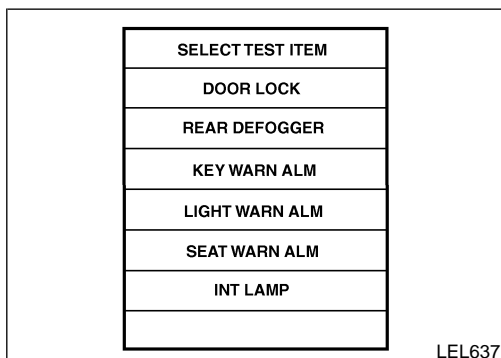 SELECT TEST ITEM
DOOR LOCK
REAR DEFOGGER
KEY WARN ALM
LIGHT WARN ALM
SEAT WARN ALM
INT LAMP
LEL637